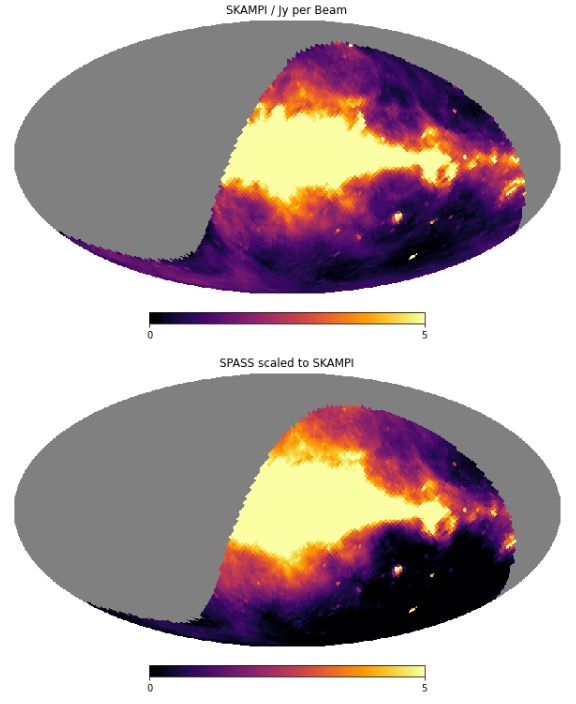 SKAMPI / Jy per Beam
0 5
SPASS scaled to SKAMPI
0 5